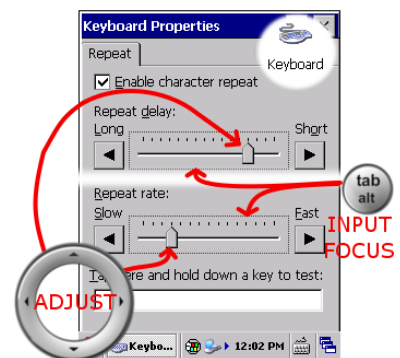 Keyboard Properties
Keyboard
Repeat
Enable character repeat
Repeat delay:
Long Short
tab
alt
INPUT
FOCUS
Repeat rate:
Slow Fast
Tap here and hold down a key to test:
ADJUST
Keybo... 12:02 PM